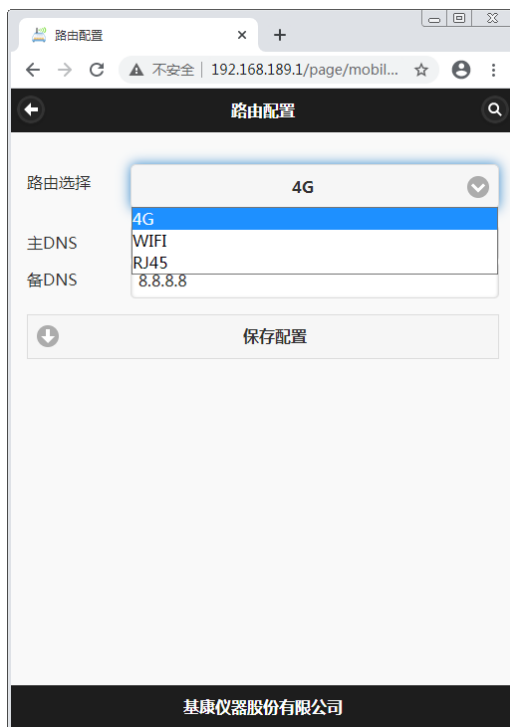 路由配置
不安全 192.168.189.1/page/mobil...
路由配置
路由选择
4G
4G
WIFI
RJ45
主DNS
备DNS
8.8.8.8
保存配置
基康仪器股份有限公司